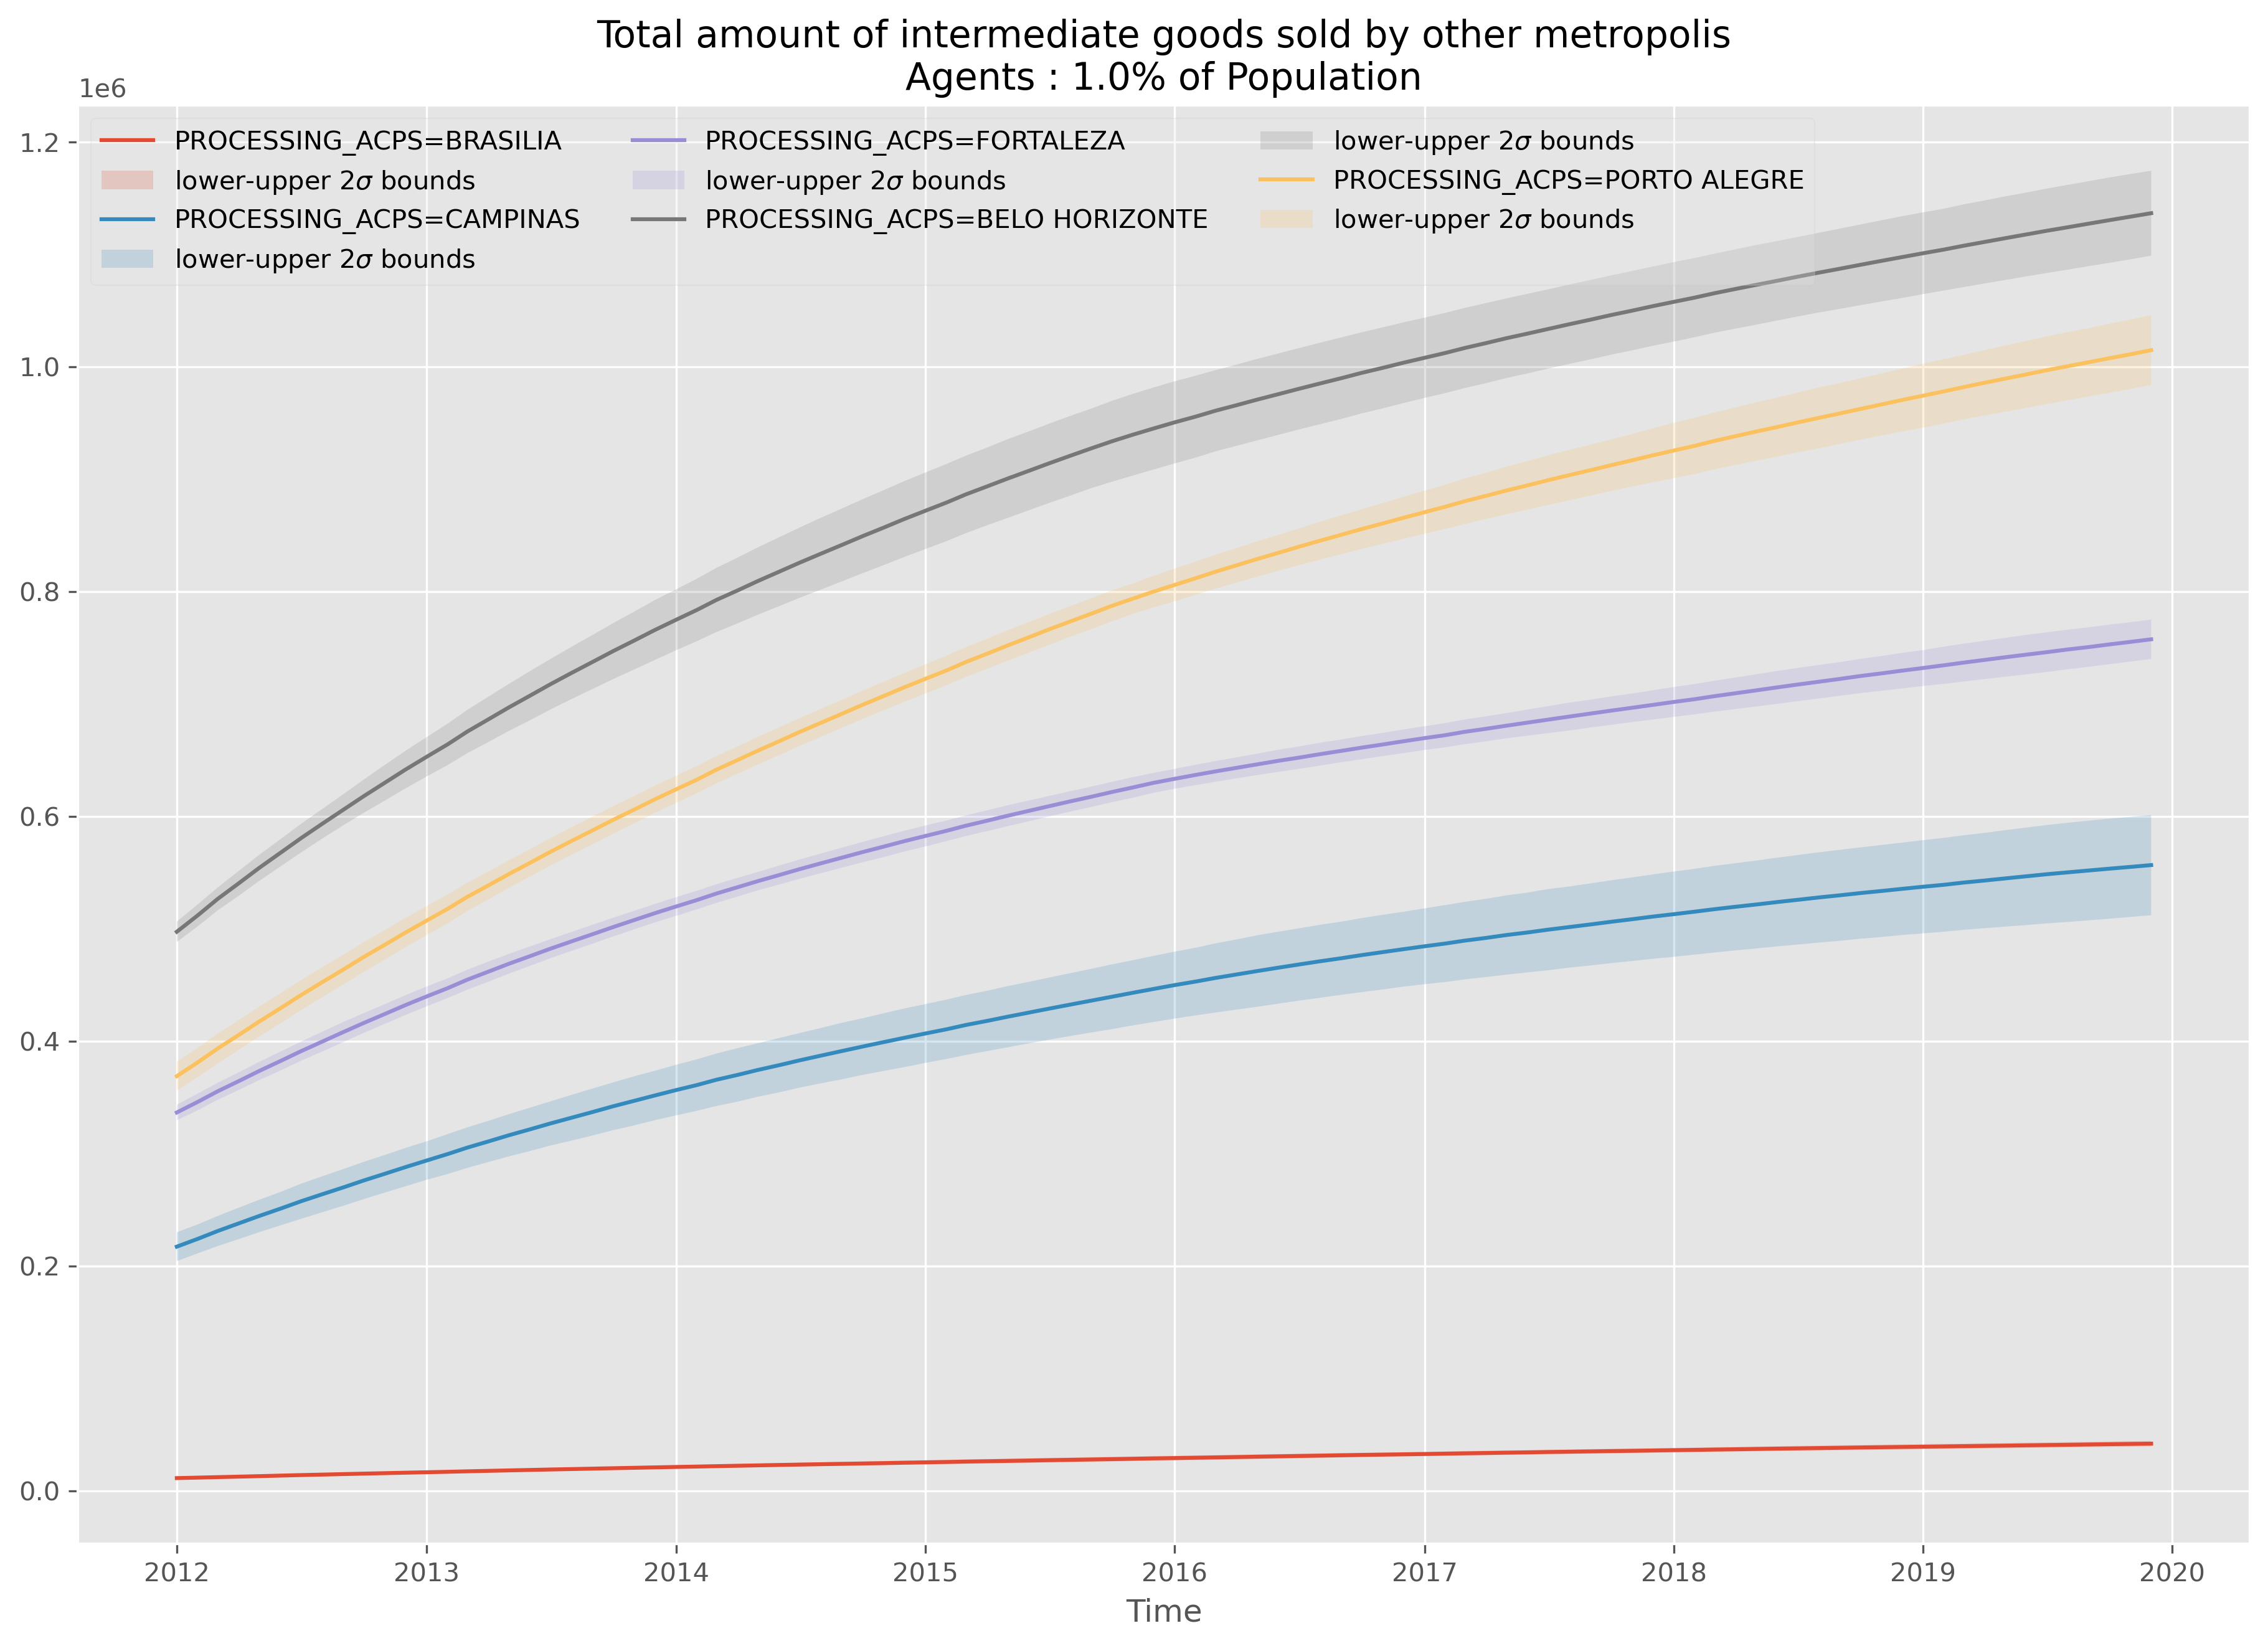 Total amount of intermediate goods sold by other metropolis
Agents : 1.0% of Population
1e6
PROCESSING_ACPS=BRASILIA
lower-upper 2σ bounds
PROCESSING_ACPS=CAMPINAS
lower-upper 2σ bounds
PROCESSING_ACPS=FORTALEZA
lower-upper 2σ bounds
PROCESSING_ACPS=BELO HORIZONTE
lower-upper 2σ bounds
PROCESSING_ACPS=PORTO ALEGRE
lower-upper 2σ bounds
1.2
1.0
0.8
0.6
0.4
0.2
0.0
2012 2013 2014 2015 2016 2017 2018 2019 2020
Time